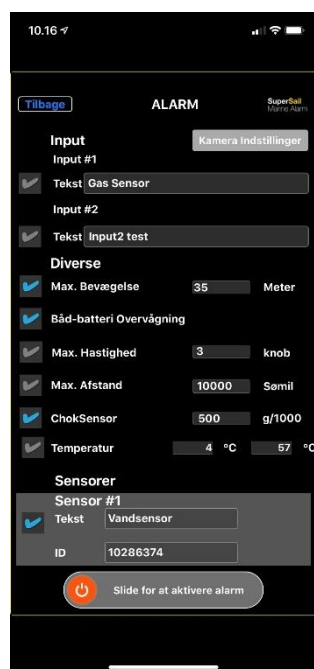 10.16
Tilbage
ALARM
SuperSail
Marine Alarm
Input
Kamera Indstillinger
Input #1
Tekst Gas Sensor
Input #2
Tekst Input2 test
Diverse
Max. Bevægelse 35 Meter
Båd-batteri Overvågning
Max. Hastighed 3 knob
Max. Afstand 10000 Sømil
ChokSensor 500 g/1000
Temperatur 4 °C 57 °C
Sensorer
Sensor #1
Tekst Vandsensor
ID 10286374
Slide for at aktivere alarm